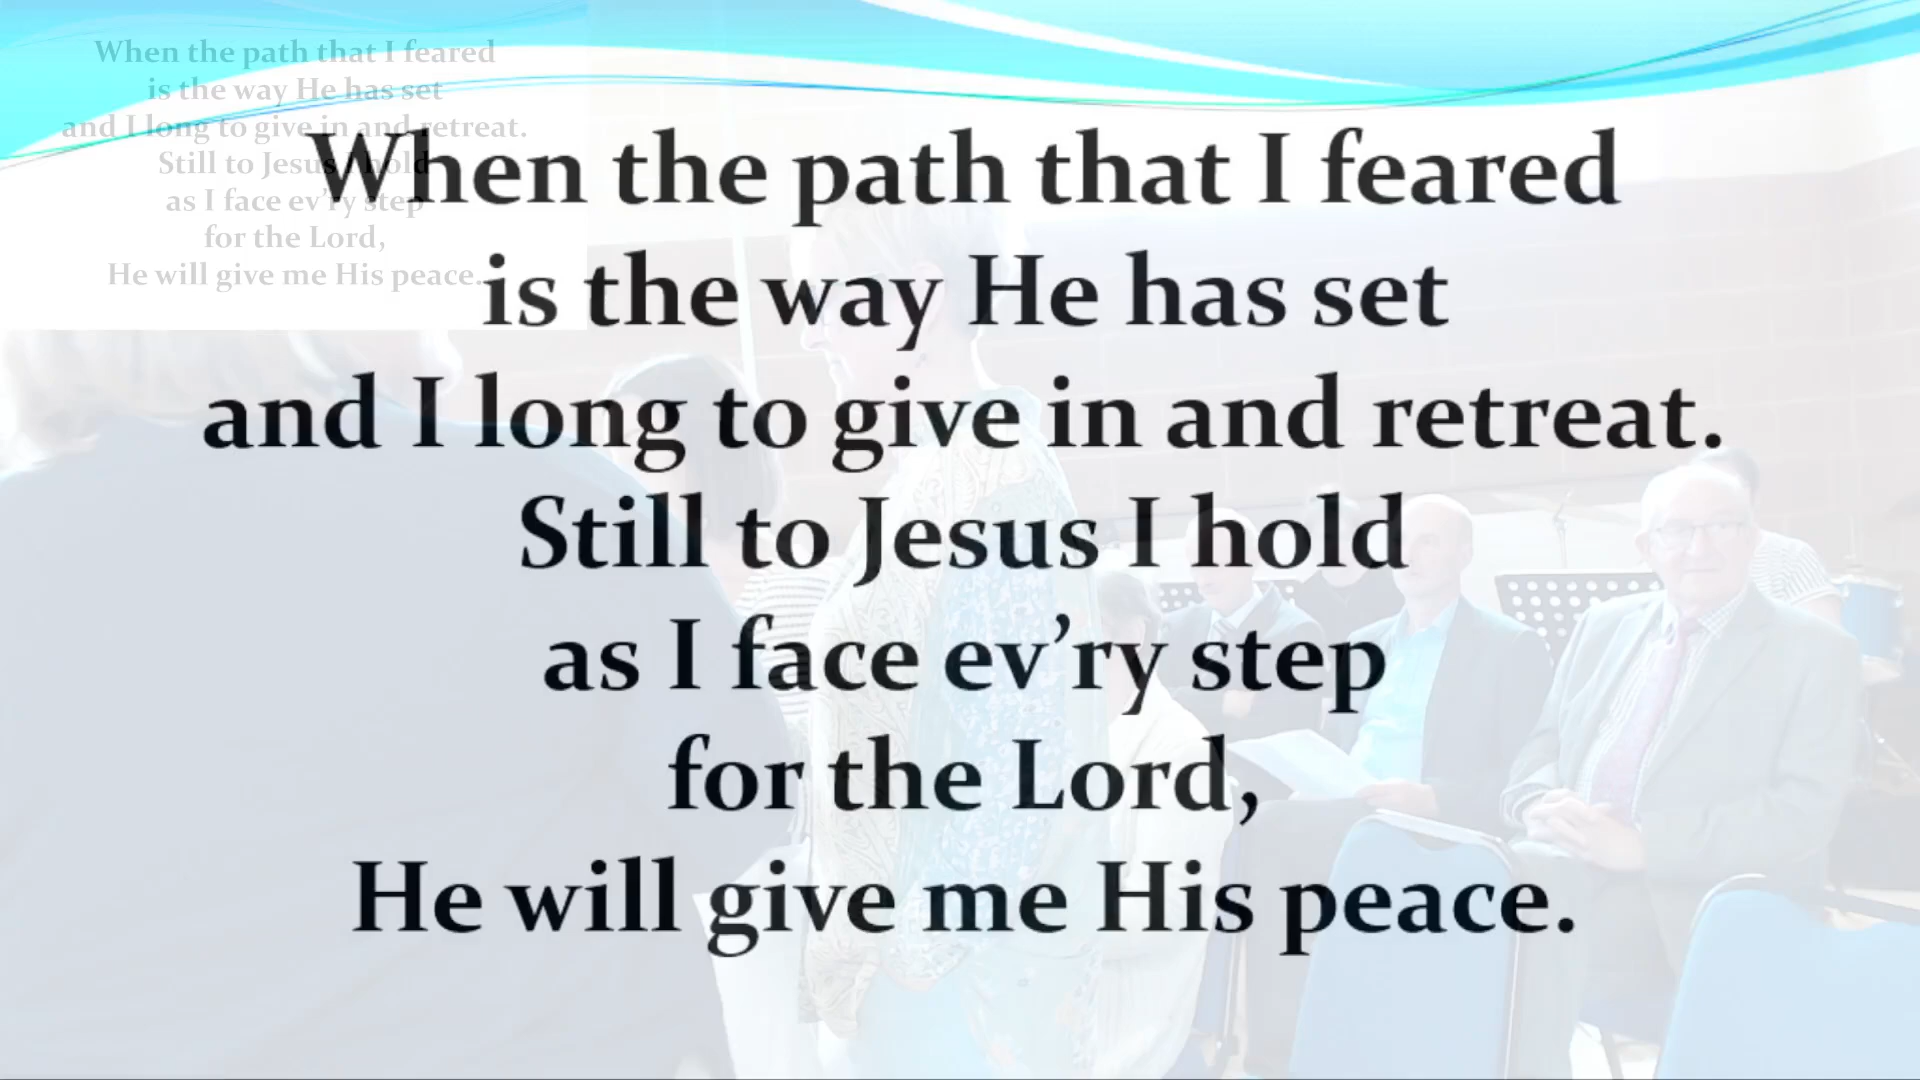 When the path that I feared
is the way He has set
and I long to give in and retreat.
Still to Jesus I hold
as I face ev’ry step
for the Lord,
He will give me His peace.
When the path that I feared
is the way He has set
and I long to give in and retreat.
Still to Jesus I hold
as I face ev’ry step
for the Lord,
He will give me His peace.